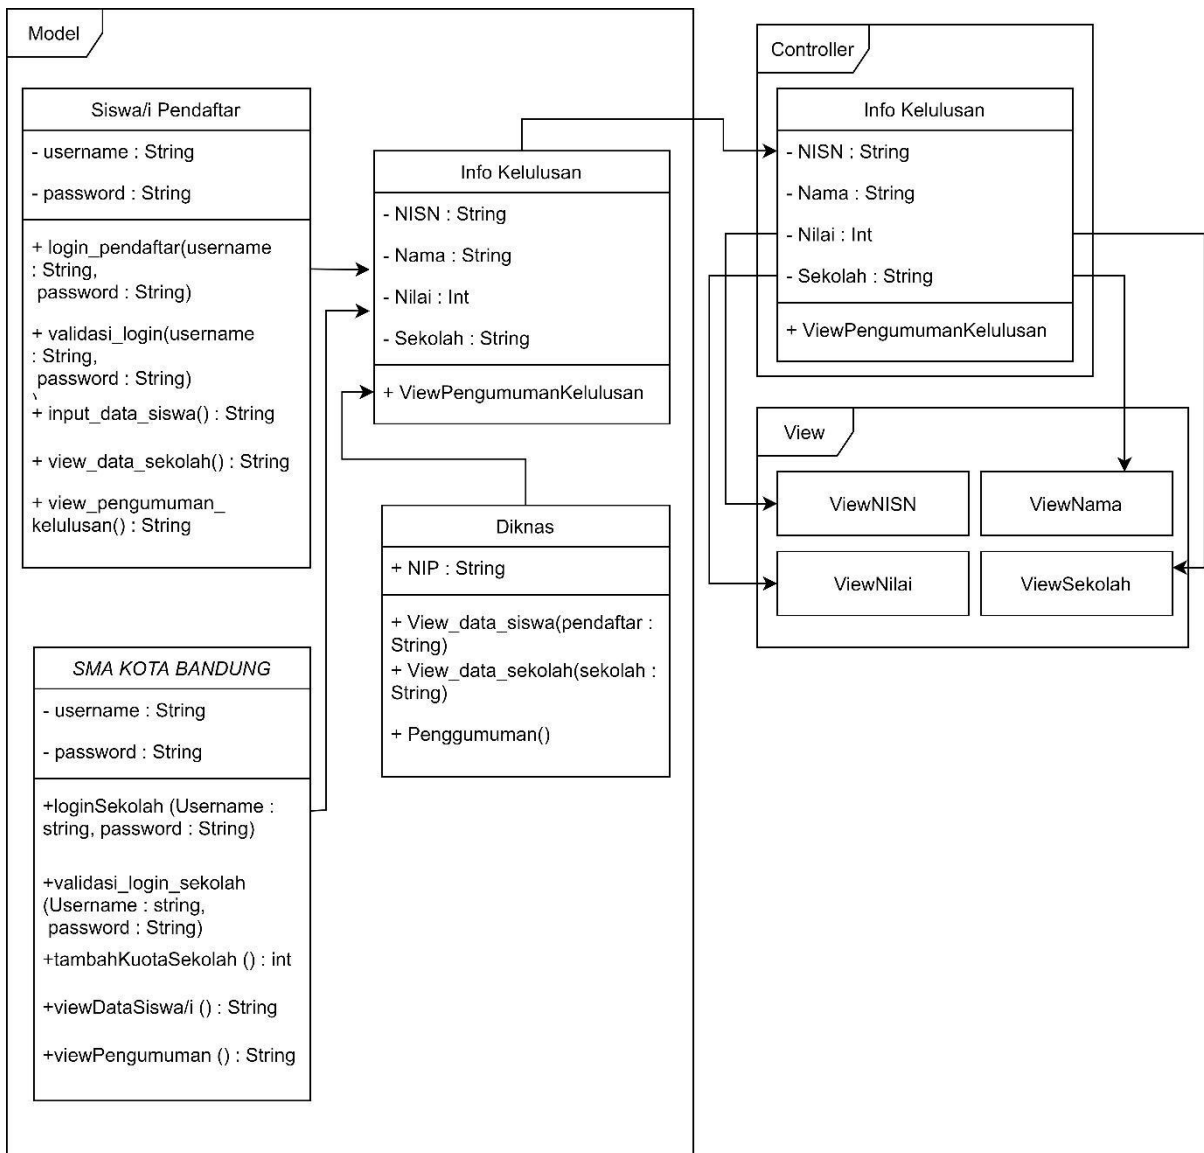 Model
Siswa/i Pendaftar
- username : String
- password : String
+ login_pendaftar(username
: String,
password : String)
+ validasi_login(username
: String,
password : String)
+ input_data_siswa() : String
+ view_data_sekolah() : String
+ view_pengumuman_
kelulusan() : String
SMA KOTA BANDUNG
- username : String
- password : String
+loginSekolah (Username :
string, password : String)
+validasi_login_sekolah
(Username : string,
password : String)
+tambahKuotaSekolah () : int
+viewDataSiswa/i () : String
+viewPengumuman () : String
Info Kelulusan
- NISN : String
- Nama : String
- Nilai : Int
- Sekolah : String
+ ViewPengumumanKelulusan
Diknas
+ NIP : String
+ View_data_siswa(pendaftar :
String)
+ View_data_sekolah(sekolah :
String)
+ Penggumuman()
Controller
Info Kelulusan
- NISN : String
- Nama : String
- Nilai : Int
- Sekolah : String
+ ViewPengumumanKelulusan
View
ViewNISN
ViewNama
ViewNilai
ViewSekolah